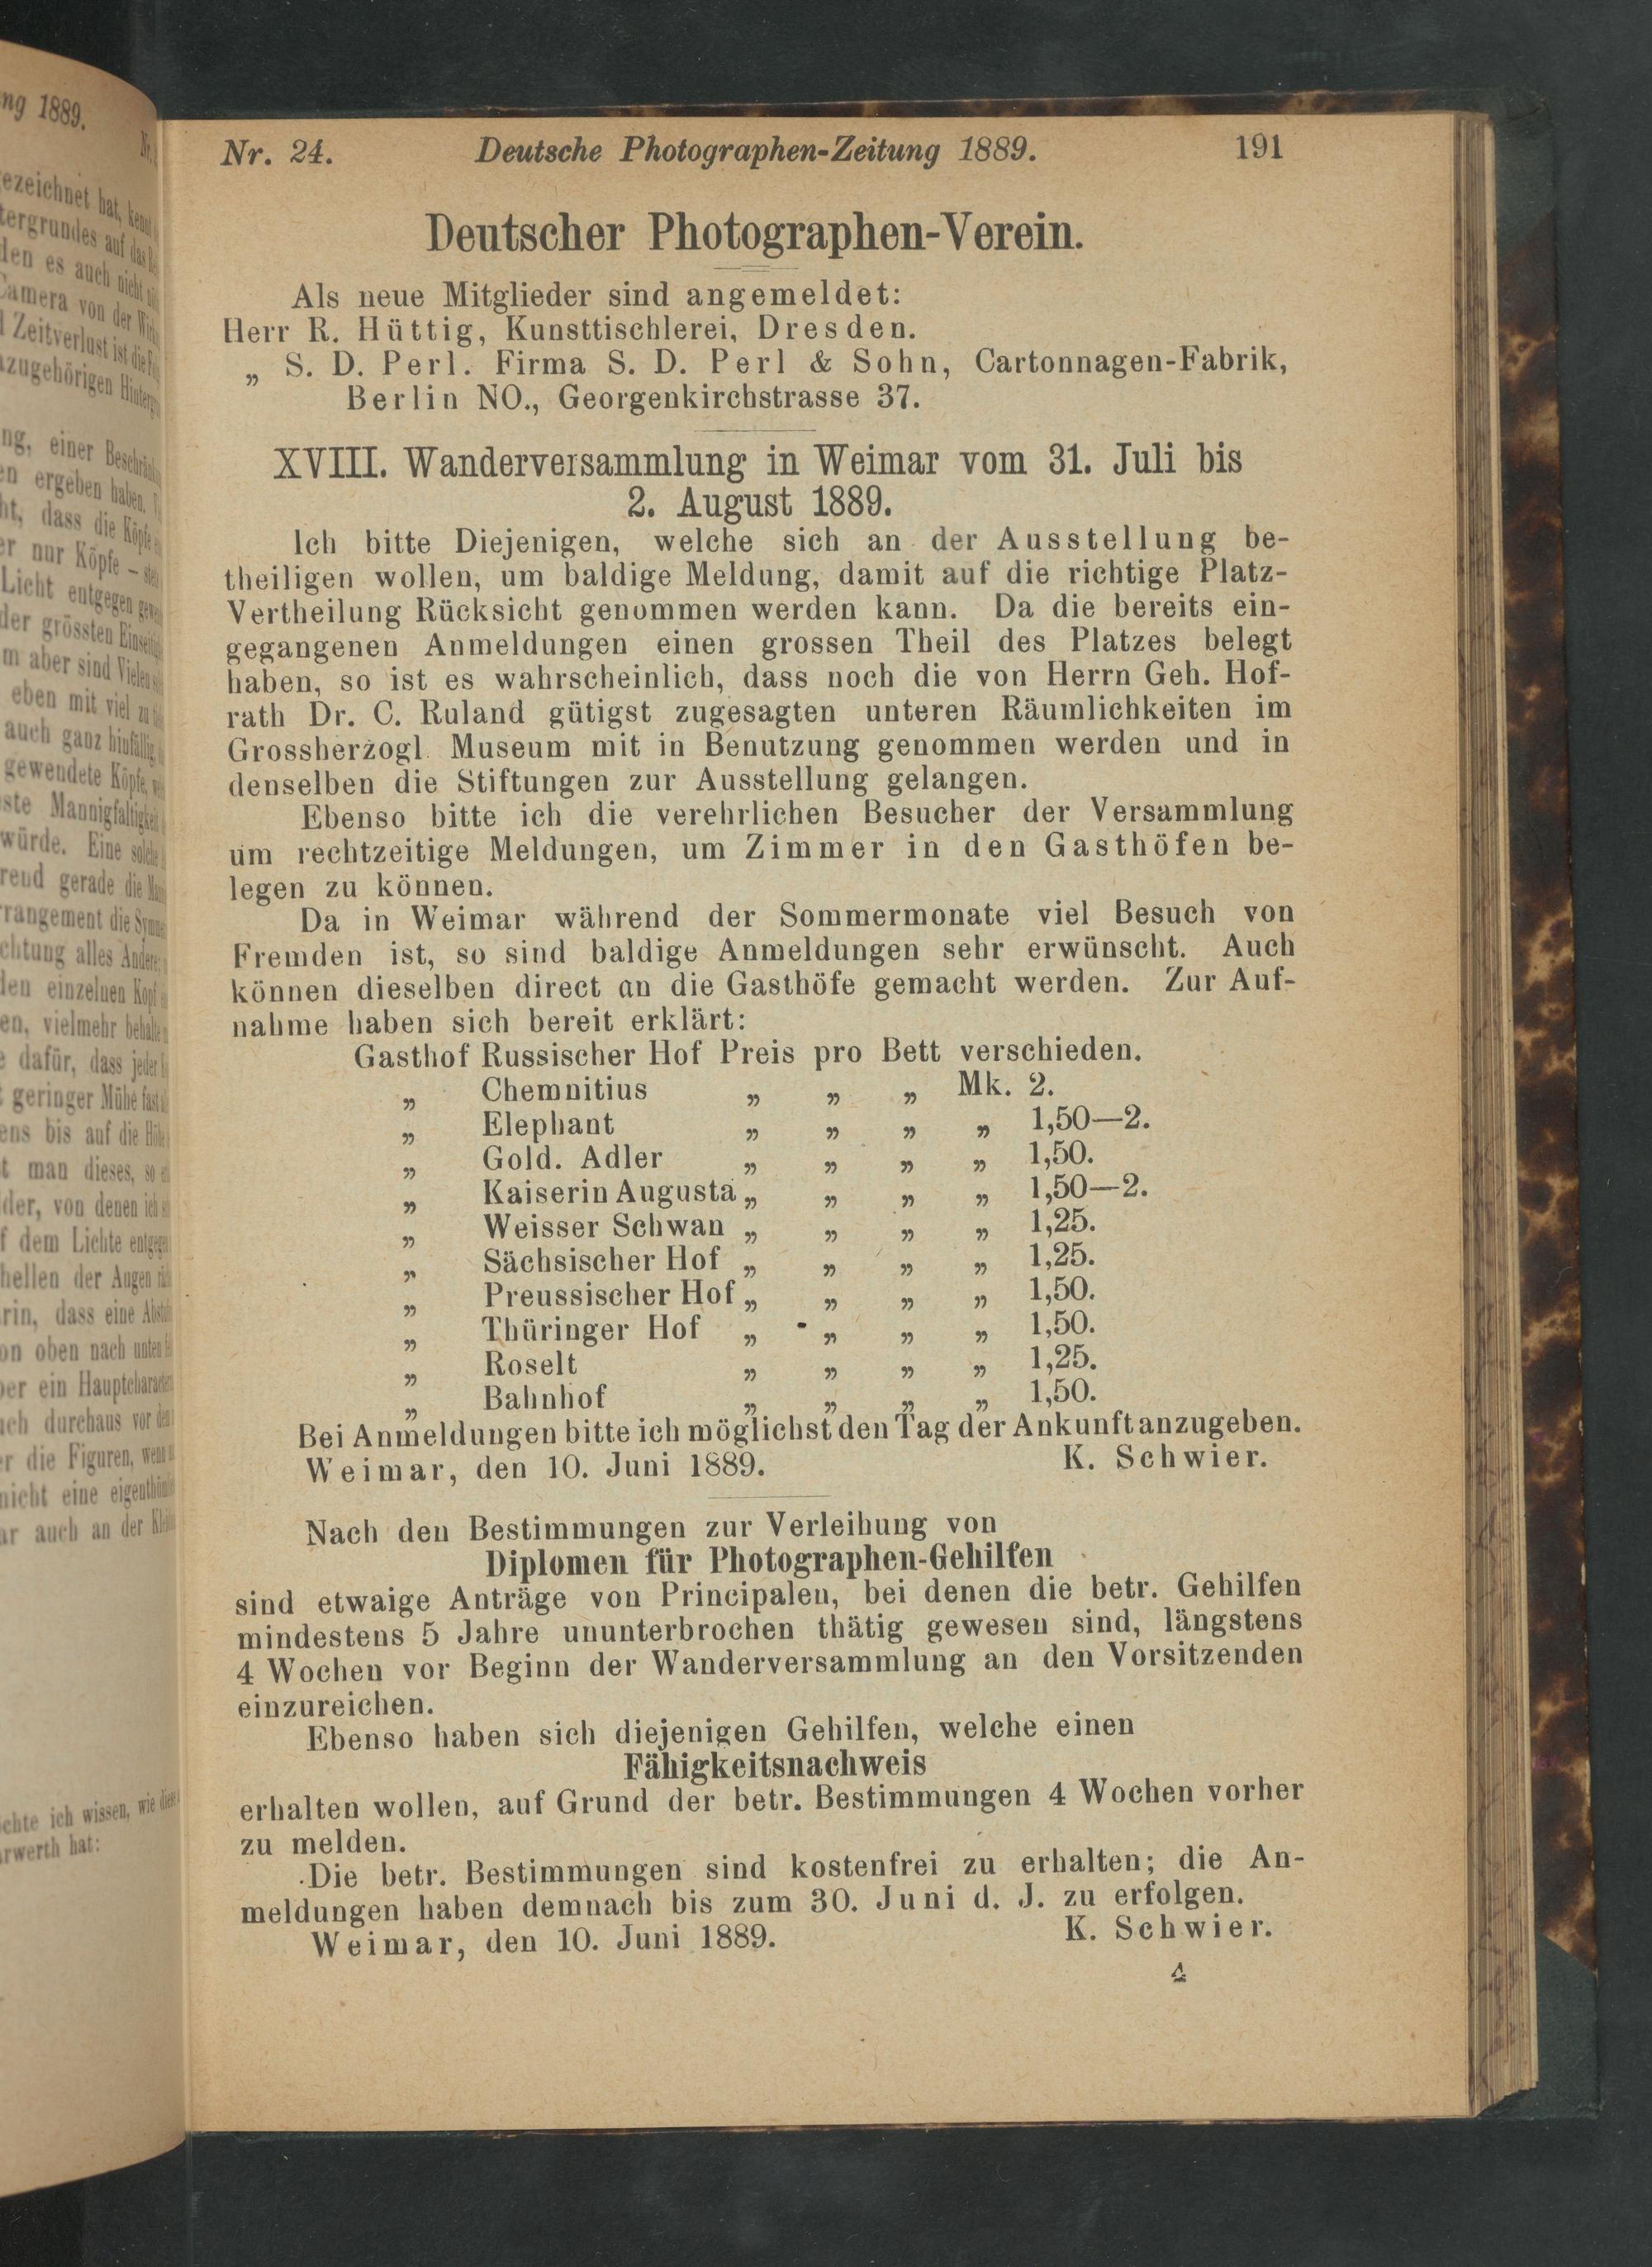 Nr. 24. Deutsche Photographen-Zeitung 1889. 191
Deutscher Photographen-Verein.
Als neue Mitglieder sind angemeldet:
Herr R. Hüttig, Kunsttischlerei, Dresden.
„ S. D. Perl. Firma S. D. Perl & Sohn, Cartonnagen-Fabrik,
Berlin NO., Georgenkirchstrasse 37.
XVIII. Wanderversammlung in Weimar vom 31. Juli bis
2. August 1889.
Ich bitte Diejenigen, welche sich an der Ausstellung be-
theiligen wollen, um baldige Meldung, damit auf die richtige Platz-
Vertheilung Rücksicht genommen werden kann. Da die bereits ein-
gegangenen Anmeldungen einen grossen Theil des Platzes belegt
haben, so ist es wahrscheinlich, dass noch die von Herrn Geh. Hof-
rath Dr. C. Ruland gütigst zugesagten unteren Räumlichkeiten im
Grossherzogl. Museum mit in Benutzung genommen werden und in
denselben die Stiftungen zur Ausstellung gelangen.
Ebenso bitte ich die verehrlichen Besucher der Versammlung
um rechtzeitige Meldungen, um Zimmer in den Gasthöfen be-
legen zu können.
Da in Weimar während der Sommermonate viel Besuch von
Fremden ist, so sind baldige Anmeldungen sehr erwünscht. Auch
können dieselben direct an die Gasthöfe gemacht werden. Zur Auf-
nahme haben sich bereit erklärt:
Gasthof Russischer Hof Preis pro Bett verschieden.
„ Chemnitius „ „ „ Mk. 2.
„ Elephant „ „ „ „ 1,50—2.
„ Gold. Adler „ „ „ „ 1,50.
„ Kaiserin Augusta „ „ „ „ 1,50—2.
„ Weisser Schwan „ „ „ „ 1,25.
„ Sächsischer Hof „ „ „ „ 1,25.
„ Preussischer Hof „ „ „ „ 1,50.
„ Thüringer Hof „ „ „ „ 1,50.
„ Roselt „ „ „ „ 1,25.
„ Bahnhof „ „ „ „ 1,50.
Bei Anmeldungen bitte ich möglichst den Tag der Ankunft anzugeben.
Weimar, den 10. Juni 1889. K. Schwier.
Nach den Bestimmungen zur Verleihung von
Diplomen für Photographen-Gehilfen
sind etwaige Anträge von Principalen, bei denen die betr. Gehilfen
mindestens 5 Jahre ununterbrochen thätig gewesen sind, längstens
4 Wochen vor Beginn der Wanderversammlung an den Vorsitzenden
einzureichen.
Ebenso haben sich diejenigen Gehilfen, welche einen
Fähigkeitsnachweis
erhalten wollen, auf Grund der betr. Bestimmungen 4 Wochen vorher
zu melden.
Die betr. Bestimmungen sind kostenfrei zu erhalten; die An-
meldungen haben demnach bis zum 30. Juni d. J. zu erfolgen.
Weimar, den 10. Juni 1889. K. Schwier.